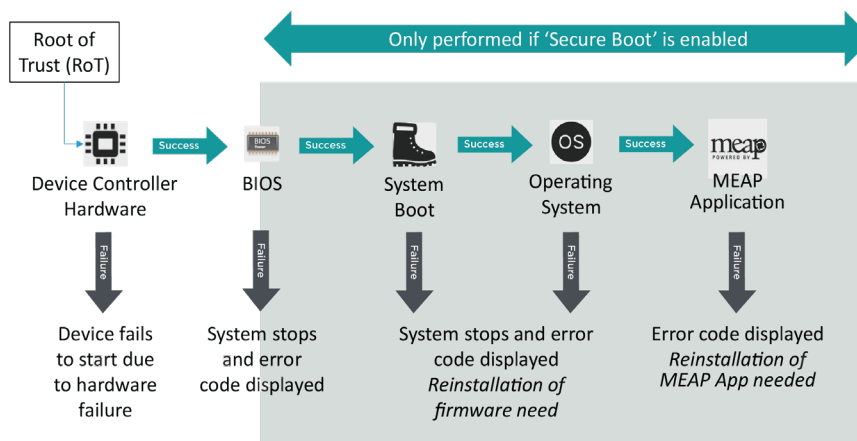 Root of
Trust (RoT)
Only performed if ‘Secure Boot’ is enabled
Success
BIOS
Success
Success
OS
Success
meap
POWERED BY
Device Controller
Hardware
BIOS
System
Boot
Operating
System
MEAP
Application
Failure
Failure
Failure
Failure
Failure
Device fails
to start due
to hardware
failure
System stops
and error
code displayed
System stops and error
code displayed
Reinstallation of
firmware need
Error code displayed
Reinstallation of
MEAP App needed